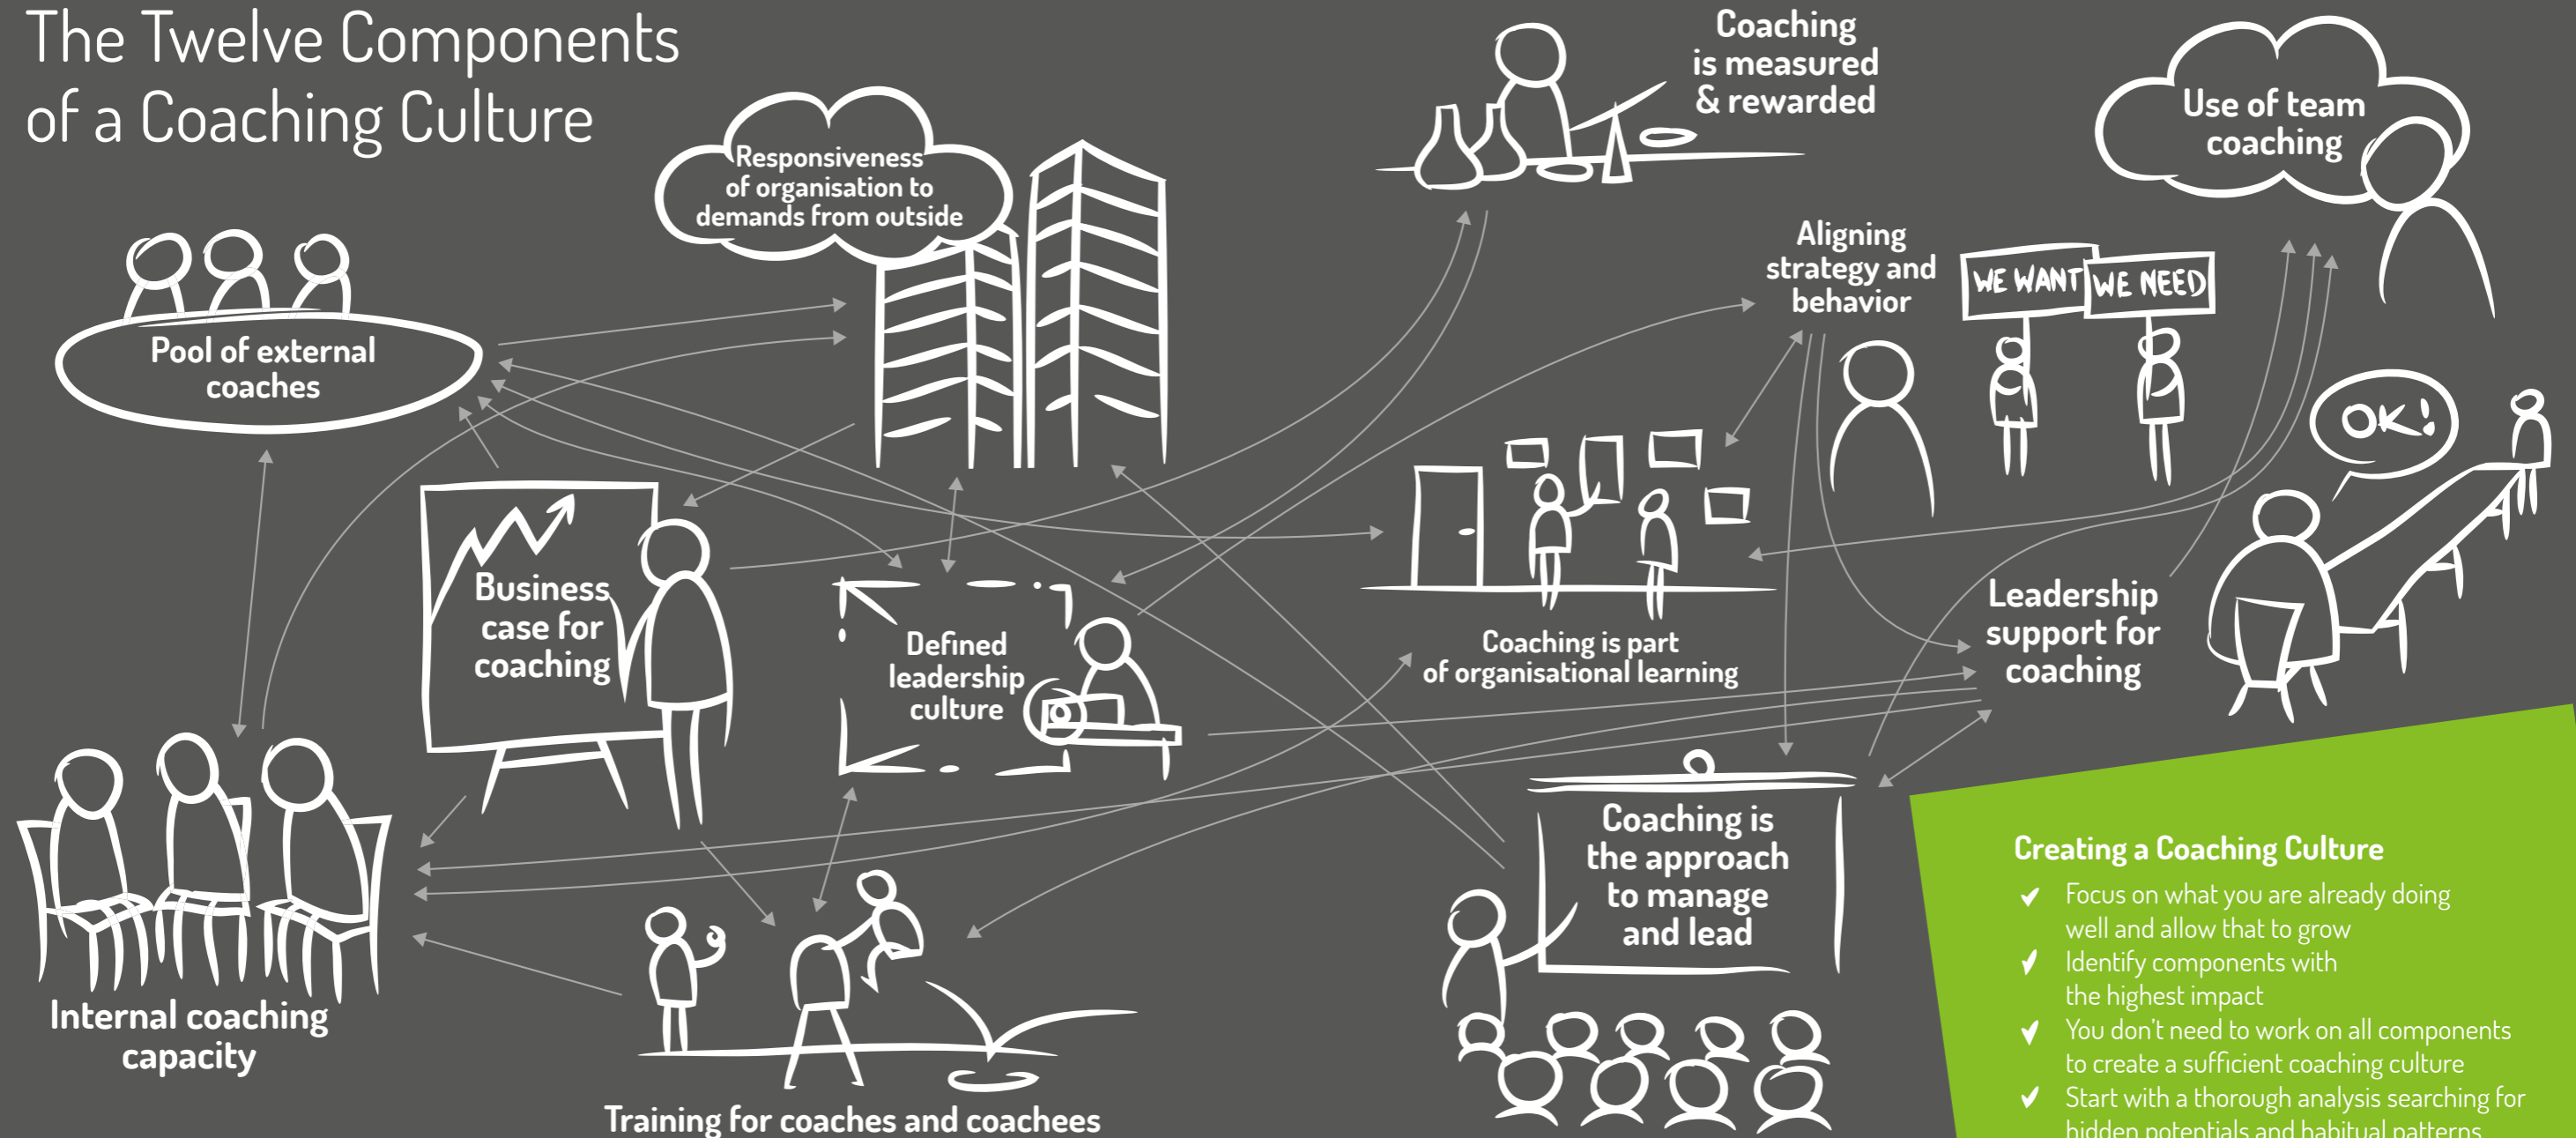 The Twelve Components
of a Coaching Culture
Responsiveness
of organisation to
demands from outside
Coaching
is measured
& rewarded
Use of team
coaching
Aligning
strategy and
behavior
WE WANT
WE NEED
Pool of external
coaches
OK!
Business
case for
coaching
Defined
leadership
culture
Coaching is part
of organisational learning
Leadership
support for
coaching
Coaching is
the approach
to manage
and lead
Internal coaching
capacity
Training for coaches and coachees
Creating a Coaching Culture
Focus on what you are already doing
well and allow that to grow
Identify components with
the highest impact
You don't need to work on all components
to create a sufficient coaching culture
Start with a thorough analysis searching for
hidden potentials and habitual patterns